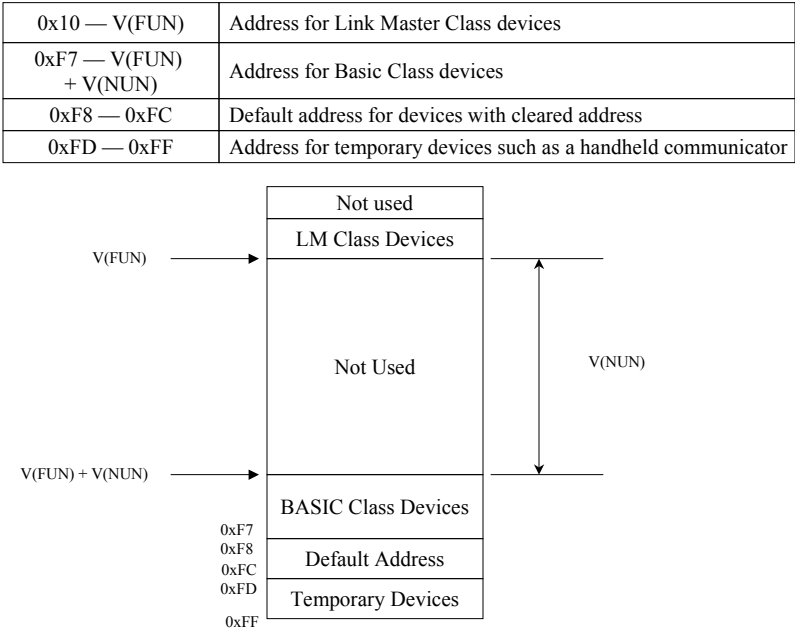 0x10 — V(FUN) Address for Link Master Class devices
0xF7 — V(FUN)
+ V(NUN)
Address for Basic Class devices
0xF8 — 0xFC Default address for devices with cleared address
0xFD — 0xFF Address for temporary devices such as a handheld communicator
Not used
LM Class Devices
V(FUN)
Not Used
V(NUN)
V(FUN) + V(NUN)
BASIC Class Devices
0xF7
0xF8
Default Address
0xFC
0xFD
Temporary Devices
0xFF